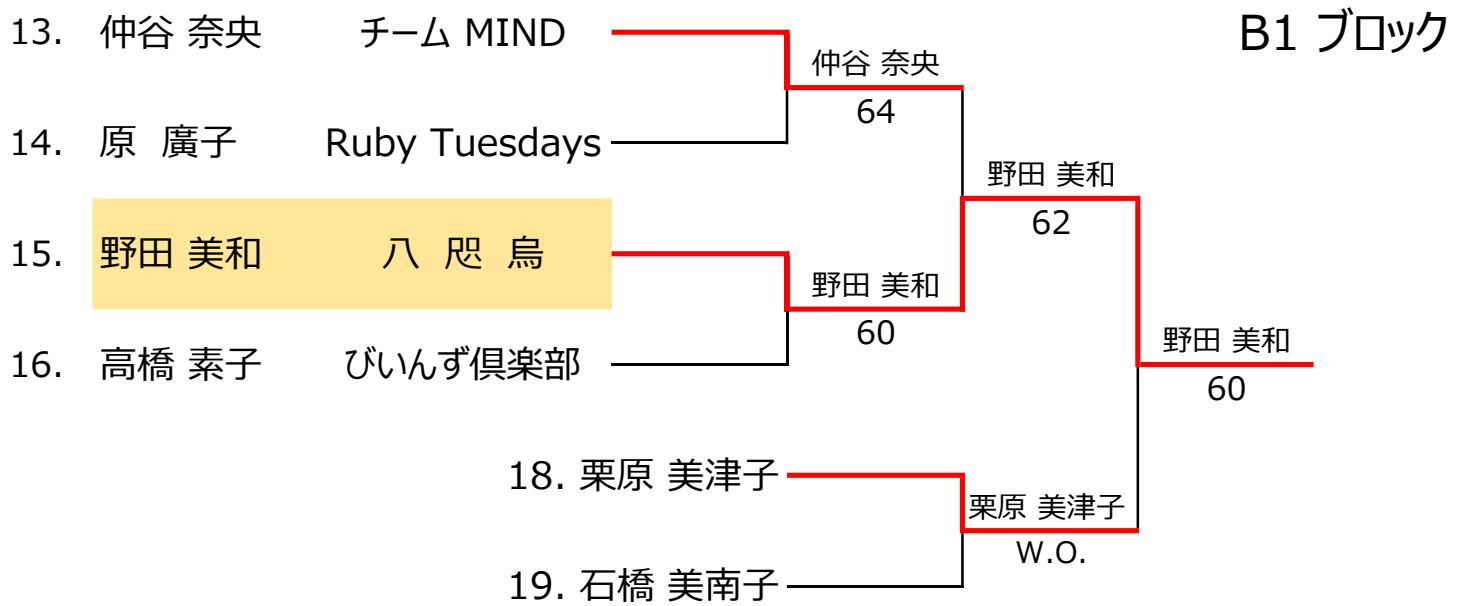 B1 ブロック
13. 仲谷 奈央 チーム MIND
仲谷 奈央
64
14. 原 廣子 Ruby Tuesdays
野田 美和
62
15. 野田 美和 八 咫 烏
野田 美和
60
16. 高橋 素子 びいんず倶楽部
野田 美和
60
18. 栗原 美津子
栗原 美津子
W.O.
19. 石橋 美南子